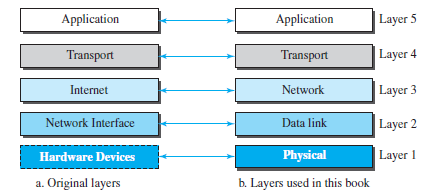 Application Application Layer 5
Transport Transport Layer 4
Internet Network Layer 3
Network Interface Data link Layer 2
Hardware Devices Physical Layer 1
a. Original layers b. Layers used in this book